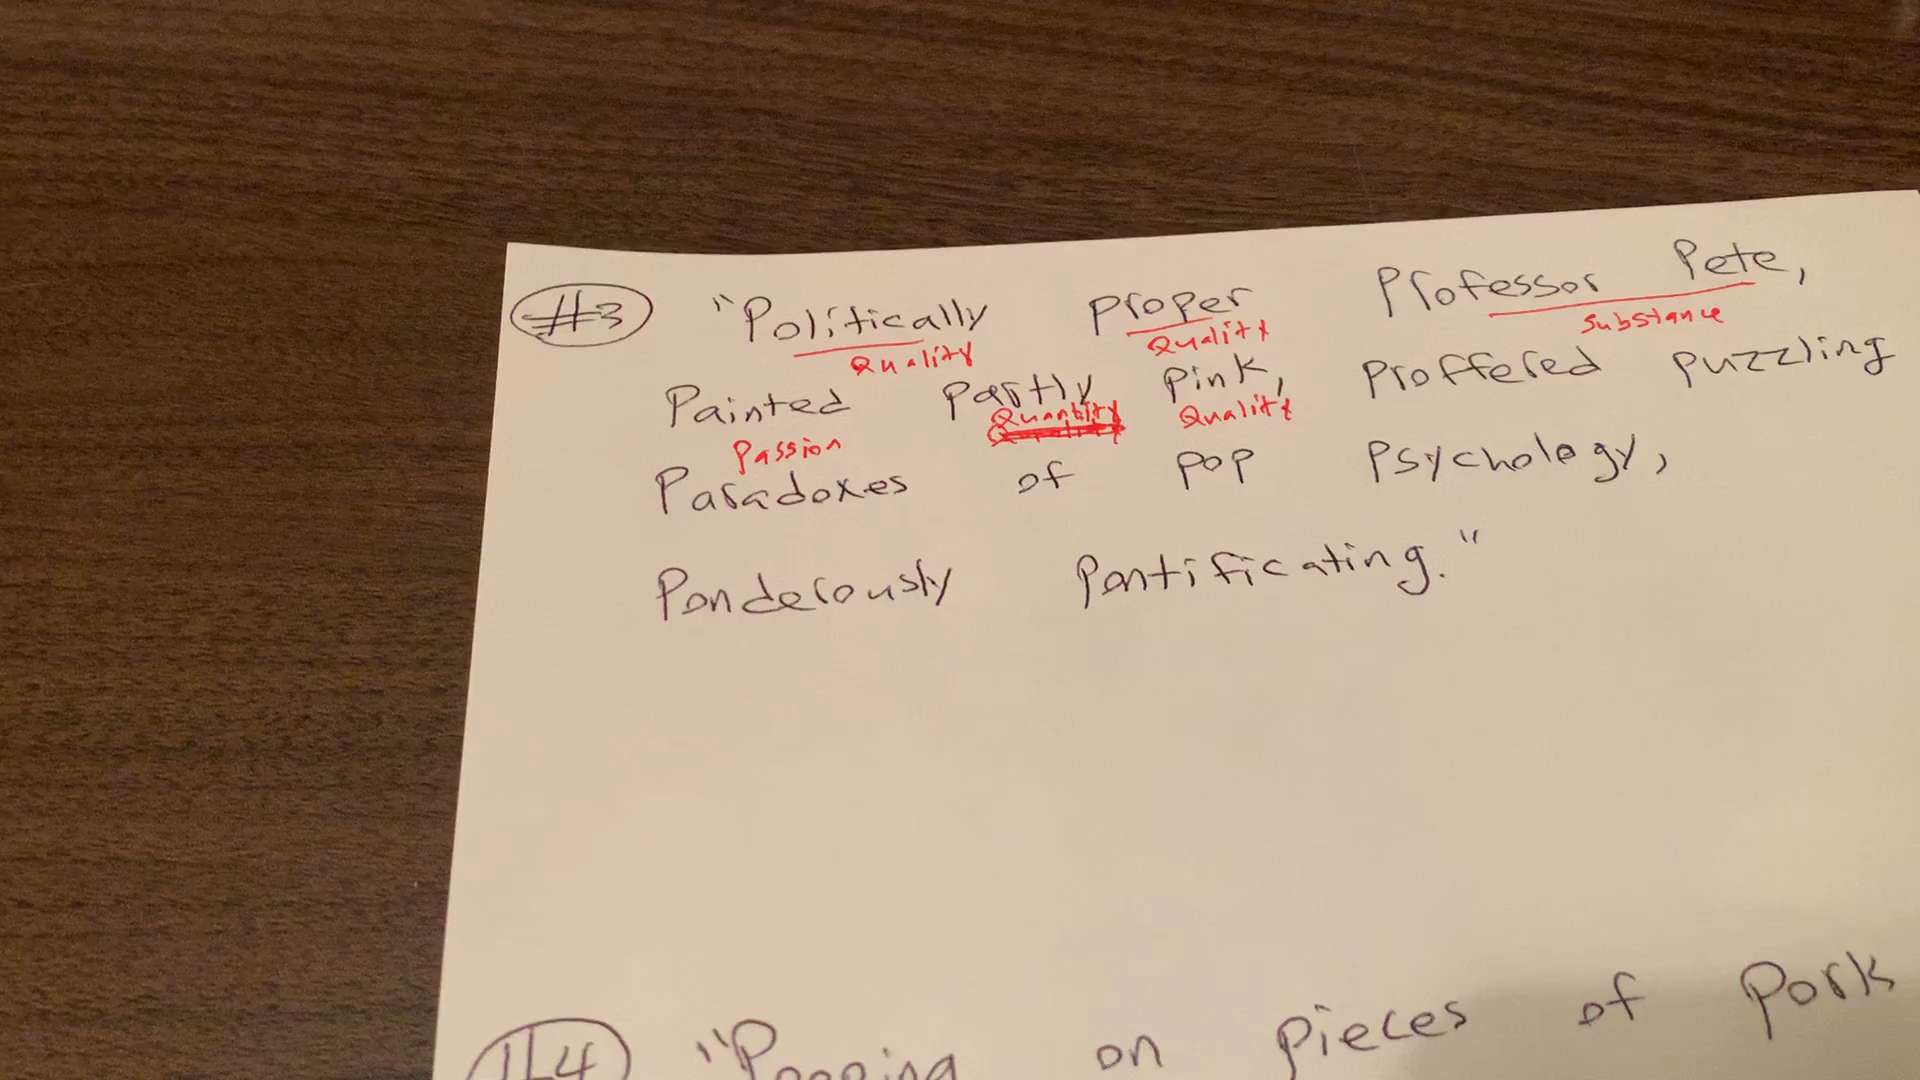 #3 "Politically Proper Professor Pete,
Quality Quality Substance
Painted Partly Pink, Proffered Puzzling
Passion Quantity Quality
Paradoxes of Pop Psychology,
Ponderously Pontificating."
#4 "Popping on pieces of Pork